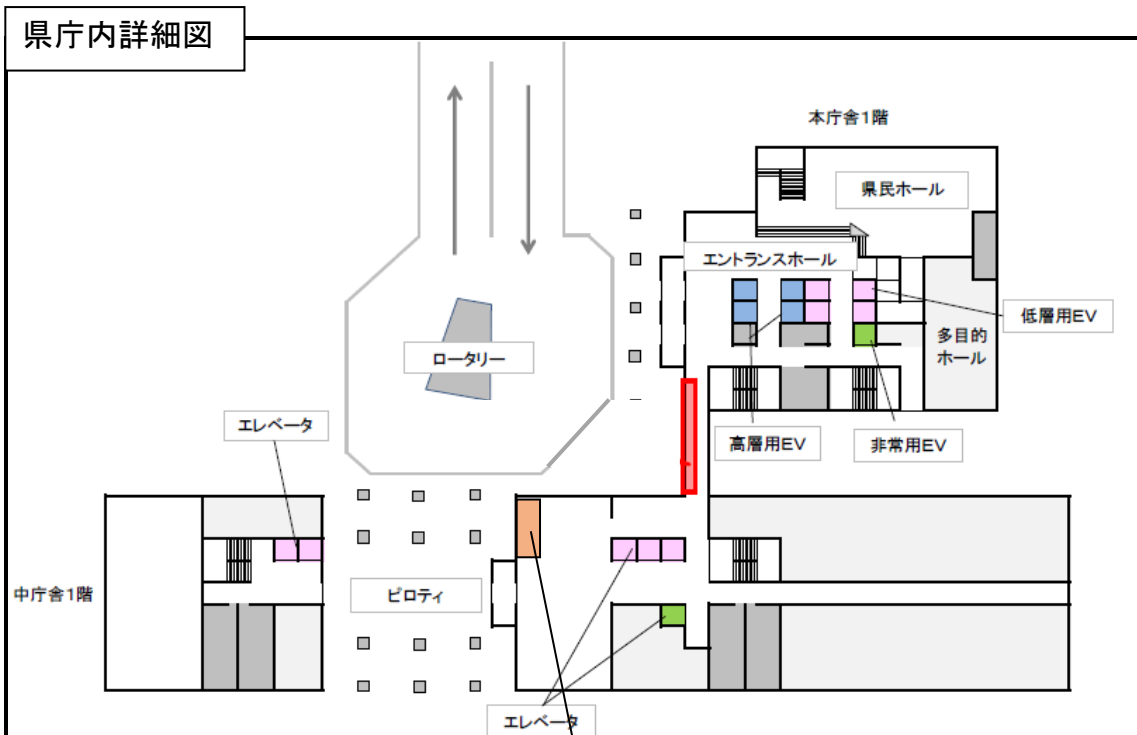 県庁内詳細図
本庁舎1階
県民ホール
エントランスホール
低層用EV
多目的
ホール
ロータリー
エレベータ
高層用EV
非常用EV
中庁舎1階
ピロティ
エレベータ